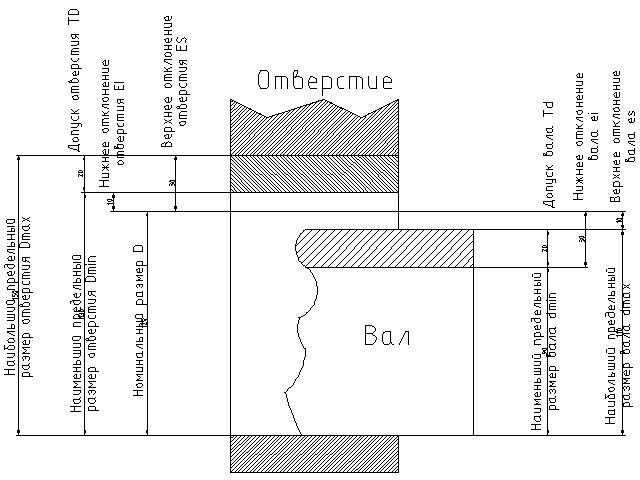 Отверстие
Вал
Допуск отверстия TD
Нижнее отклонение
отверстия EI
Верхнее отклонение
отверстия ES
Наибольший предельный
размер отверстия Dmax
Наименьший предельный
размер отверстия Dmin
Номинальный размер D
Допуск вала Td
Нижнее отклонение
вала ei
Верхнее отклонение
вала es
Наименьший предельный
размер вала dmin
Наибольший предельный
размер вала dmax
20
10
30
20
30
10